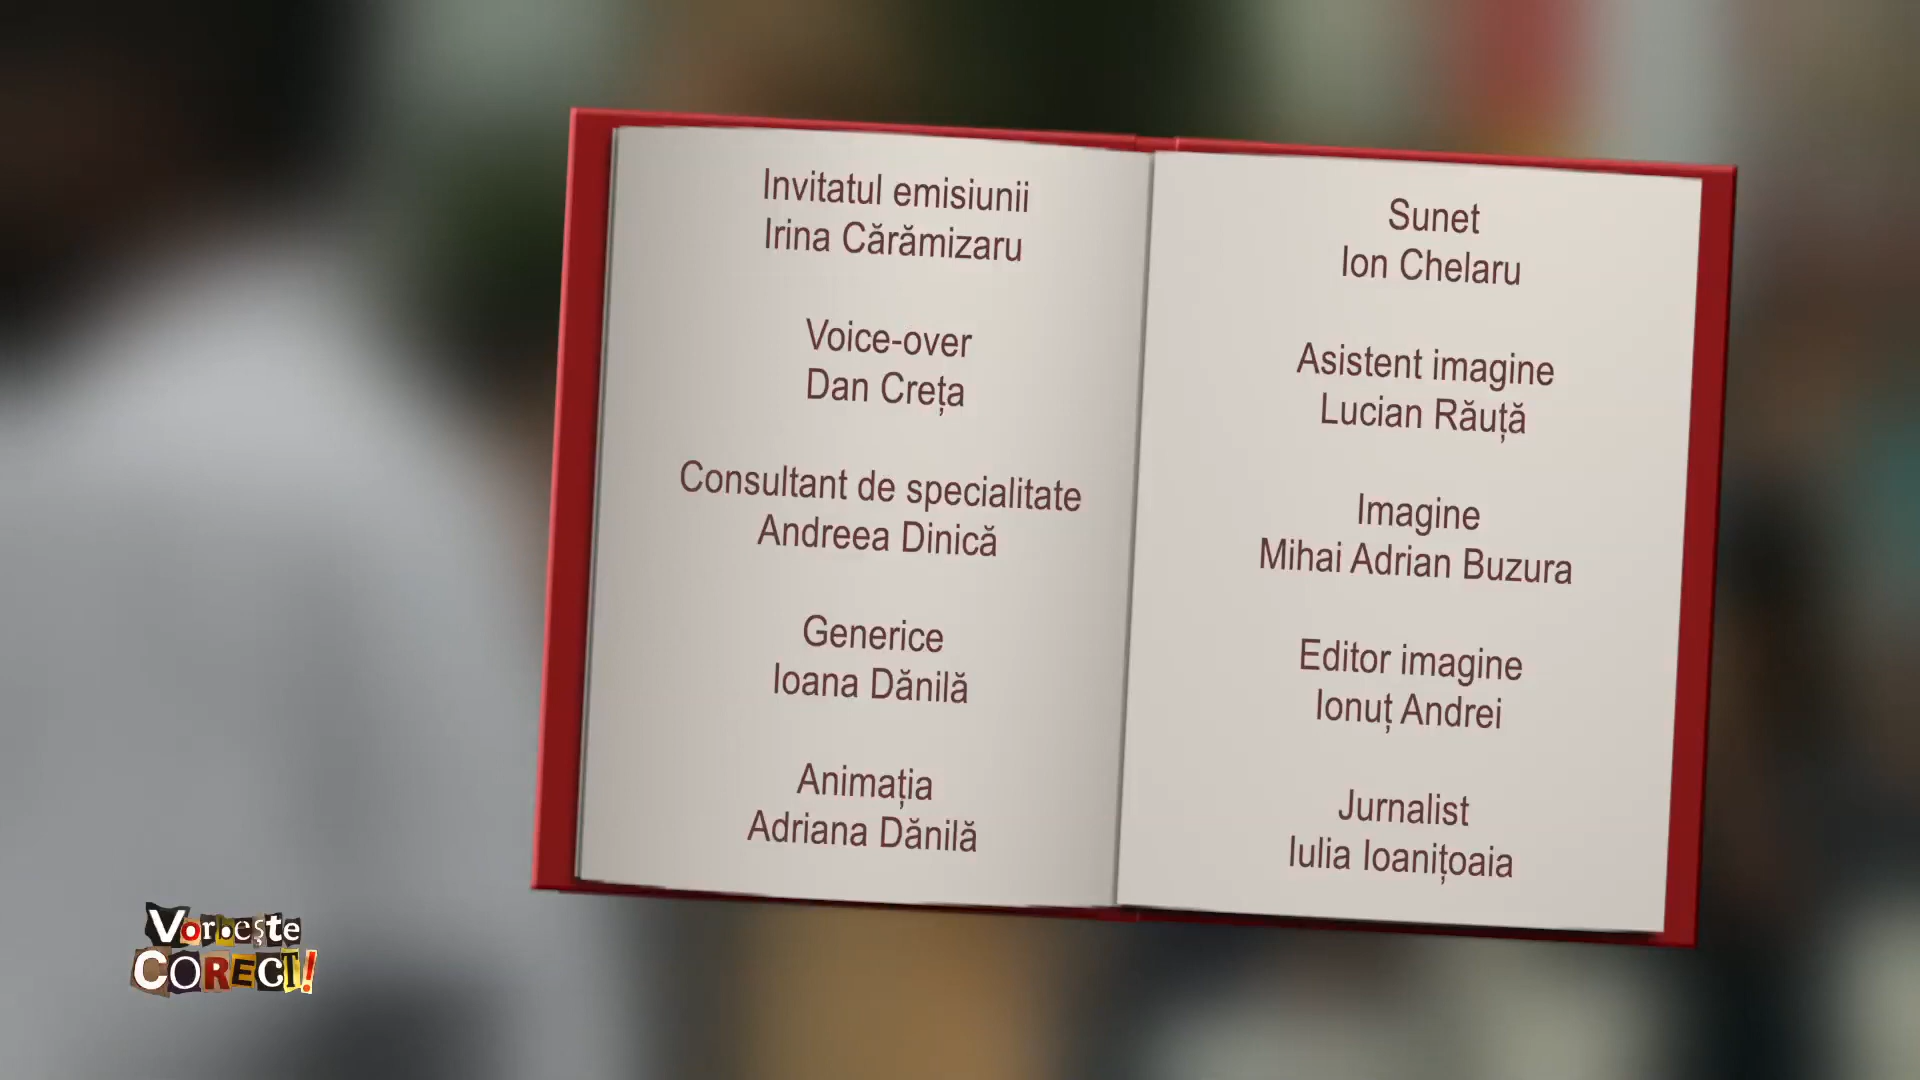 Invitatul emisiunii
Irina Cărămizaru
Voice-over
Dan Creța
Consultant de specialitate
Andreea Dinică
Generice
Ioana Dănilă
Animația
Adriana Dănilă
Sunet
Ion Chelaru
Asistent imagine
Lucian Răuță
Imagine
Mihai Adrian Buzura
Editor imagine
Ionuț Andrei
Jurnalist
Iulia Ioanițoaia
Vorbește
CORECT!